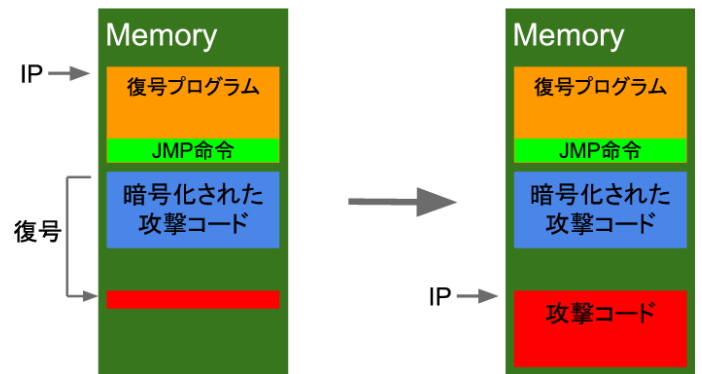 Memory
IP
復号プログラム
JMP命令
暗号化された
攻撃コード
復号
Memory
復号プログラム
JMP命令
暗号化された
攻撃コード
IP
攻撃コード